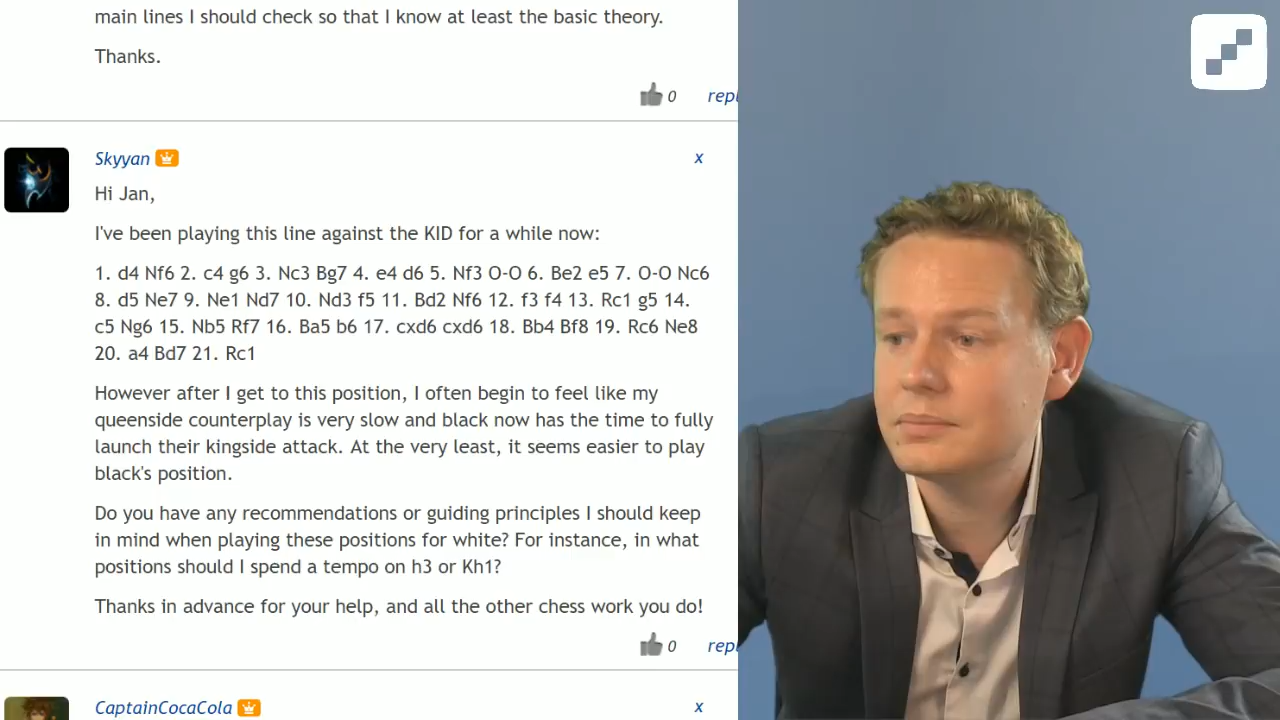 main lines I should check so that I know at least the basic theory.
Thanks.
0 repl
Skyyan x
Hi Jan,
I've been playing this line against the KID for a while now:
1. d4 Nf6 2. c4 g6 3. Nc3 Bg7 4. e4 d6 5. Nf3 O-O 6. Be2 e5 7. O-O Nc6
8. d5 Ne7 9. Ne1 Nd7 10. Nd3 f5 11. Bd2 Nf6 12. f3 f4 13. Rc1 g5 14.
c5 Ng6 15. Nb5 Rf7 16. Ba5 b6 17. cxd6 cxd6 18. Bb4 Bf8 19. Rc6 Ne8
20. a4 Bd7 21. Rc1
However after I get to this position, I often begin to feel like my
queenside counterplay is very slow and black now has the time to fully
launch their kingside attack. At the very least, it seems easier to play
black's position.
Do you have any recommendations or guiding principles I should keep
in mind when playing these positions for white? For instance, in what
positions should I spend a tempo on h3 or Kh1?
Thanks in advance for your help, and all the other chess work you do!
0 repl
CaptainCocaCola x